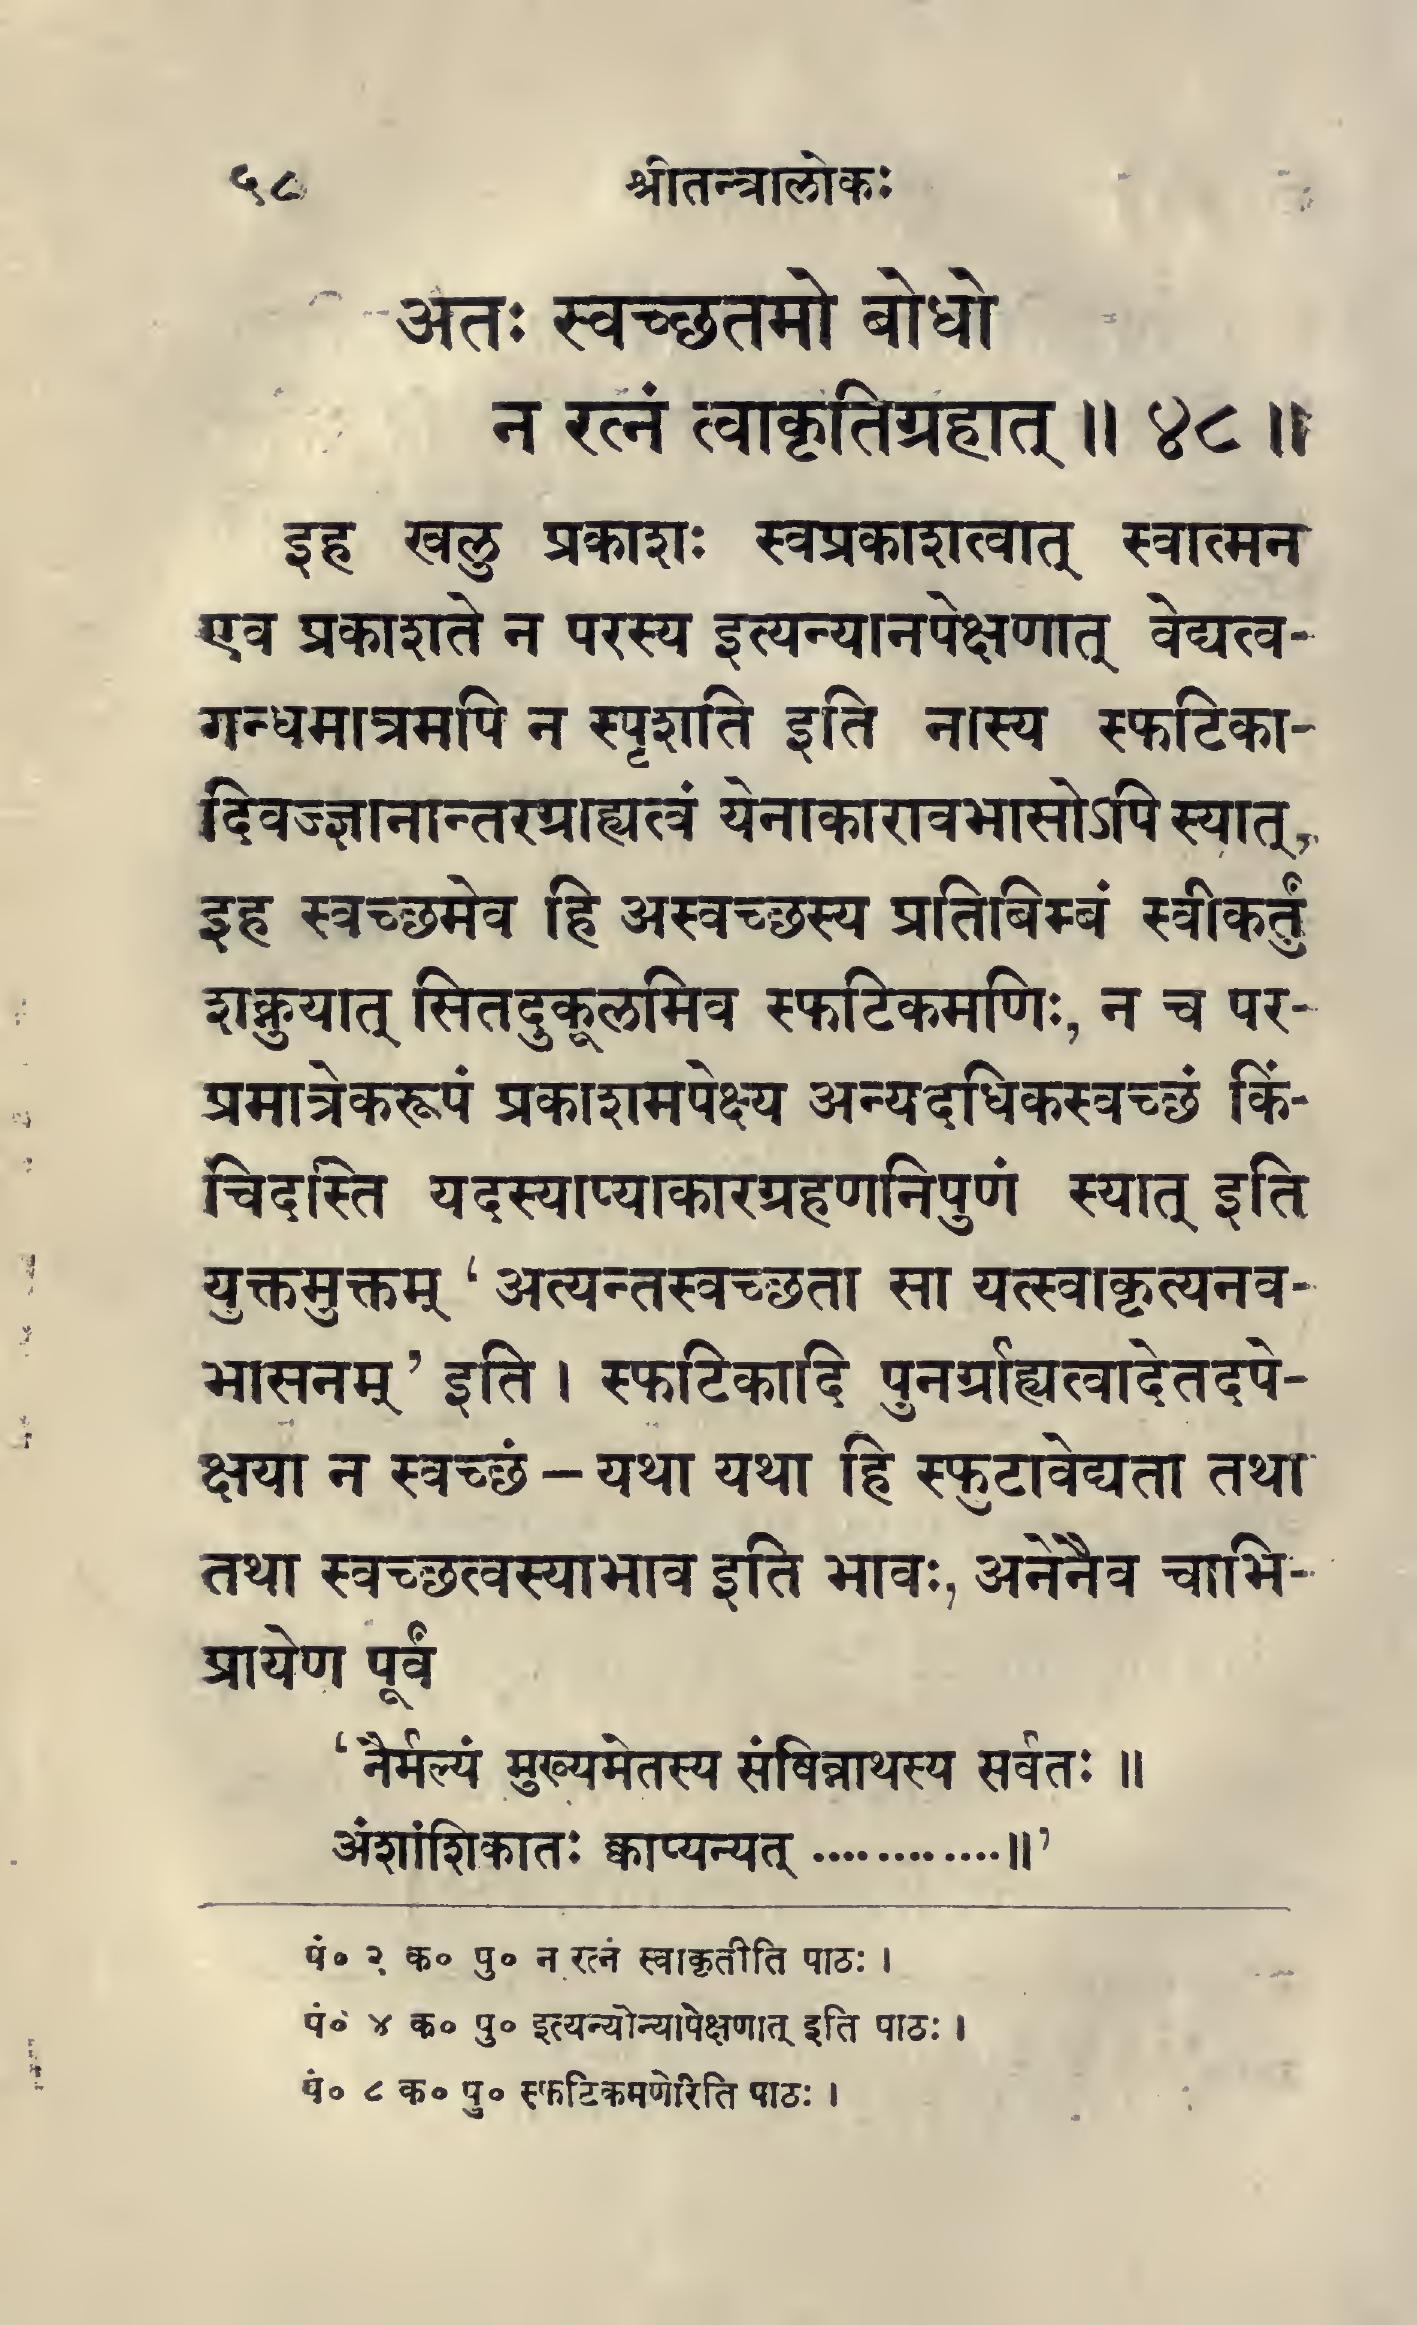 ५८ श्रीतन्त्रालोकः
अतः स्वच्छतमो बोधो
न रत्नं त्वाकृतिग्रहात् ॥ ४८ ॥
इह खलु प्रकाशः स्वप्रकाशत्वात् स्वात्मन
एव प्रकाशते न परस्य इत्यन्यानपेक्षणात् वेद्यत्व-
गन्धमात्रमपि न स्पृशति इति नास्य स्फटिका-
दिवज्ज्ञानान्तरग्राह्यत्वं येनाकारावभासोऽपि स्यात्,
इह स्वच्छमेव हि अस्वच्छस्य प्रतिबिम्बं स्वीकर्तुं
शक्नुयात् सितदुकूलमिव स्फटिकमणिः, न च पर-
प्रमात्रेकरूपं प्रकाशमपेक्ष्य अन्यदधिकस्वच्छं किं-
चिदस्ति यदस्याप्याकारग्रहणनिपुणं स्यात् इति
युक्तमुक्तम् ‘अत्यन्तस्वच्छता सा यत्स्वाकृत्यनव-
भासनम्’ इति । स्फटिकादि पुनर्ग्राह्यत्वादेतदपे-
क्षया न स्वच्छं – यथा यथा हि स्फुटावेद्यता तथा
तथा स्वच्छत्वस्याभाव इति भावः, अनेनैव चाभि-
प्रायेण पूर्वं
‘नैर्मल्यं मुख्यमेतस्य संषिन्नाथस्य सर्वतः ॥
अंशांशिकातः क्वाप्यन्यत् ............॥’
पं० २ क० पु० न रत्नं स्वाकृतीति पाठः ।
पं० ४ क० पु० इत्यन्योन्यापेक्षणात् इति पाठः ।
पं० ८ क० पु० स्फटिकमणेरिति पाठः ।